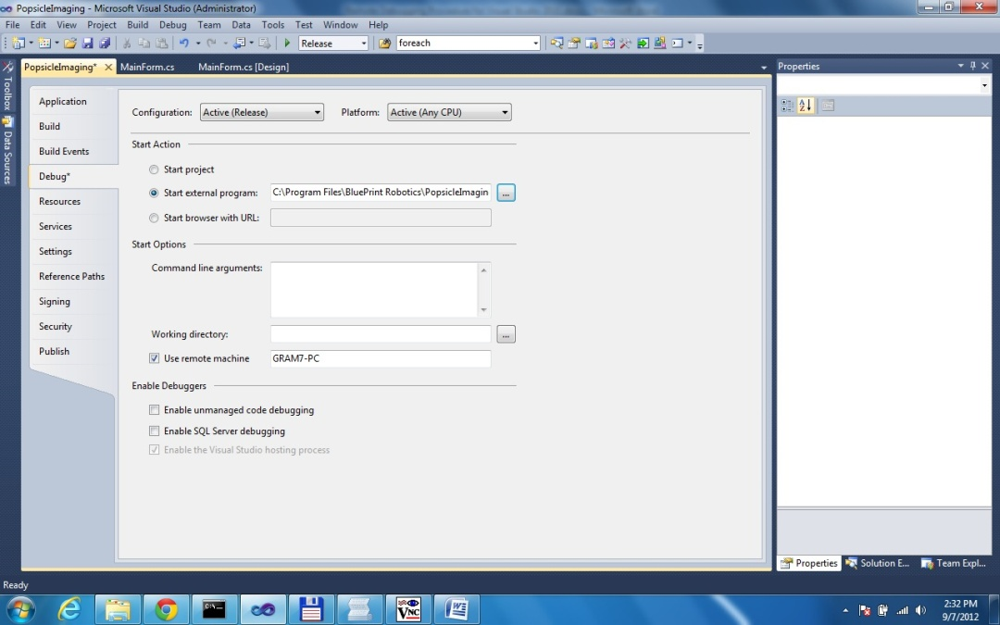 PopsicleImaging - Microsoft Visual Studio (Administrator)
File Edit View Project Build Debug Team Data Tools Test Window Help
Release foreach
PopsicleImaging* MainForm.cs MainForm.cs [Design]
Toolbox
Data Sources
Application
Build
Build Events
Debug*
Resources
Services
Settings
Reference Paths
Signing
Security
Publish
Configuration: Active (Release) Platform: Active (Any CPU)
Start Action
Start project
Start external program: C:\Program Files\BluePrint Robotics\PopsicleImagin ...
Start browser with URL:
Start Options
Command line arguments:
Working directory: ...
Use remote machine GRAM7-PC
Enable Debuggers
Enable unmanaged code debugging
Enable SQL Server debugging
Enable the Visual Studio hosting process
Properties
Properties Solution E... Team Expl...
Ready
VNC
2:32 PM
9/7/2012